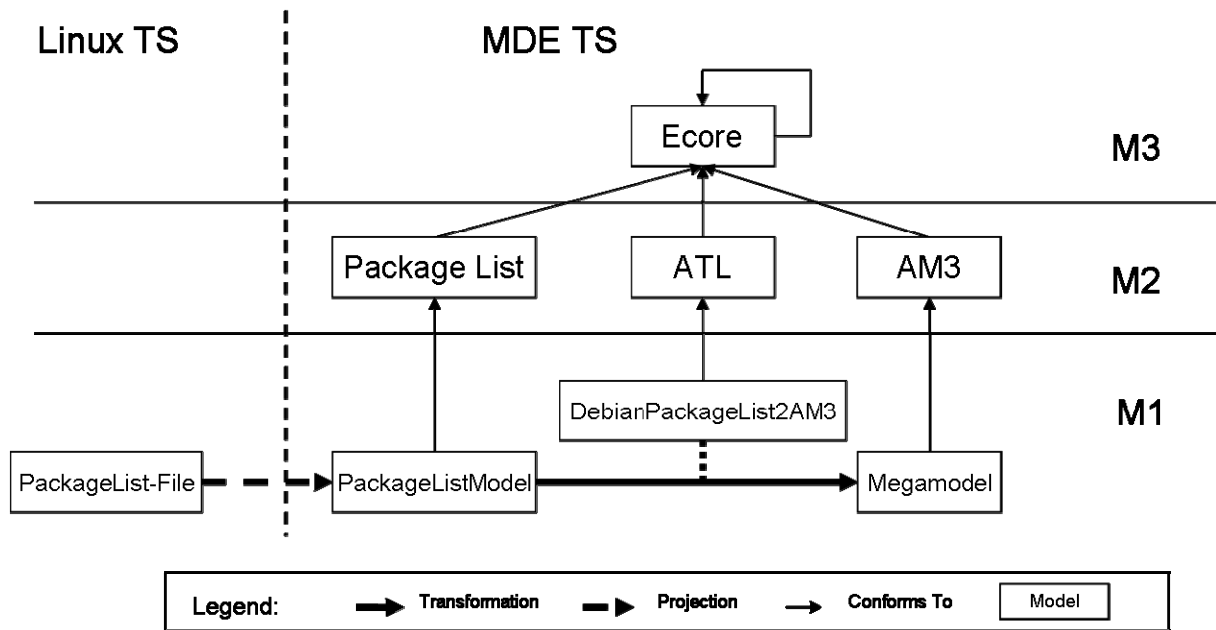 Linux TS
MDE TS
Ecore
M3
Package List
ATL
AM3
M2
DebianPackageList2AM3
M1
PackageList-File
PackageListModel
Megamodel
Legend:
Transformation
Projection
Conforms To
Model